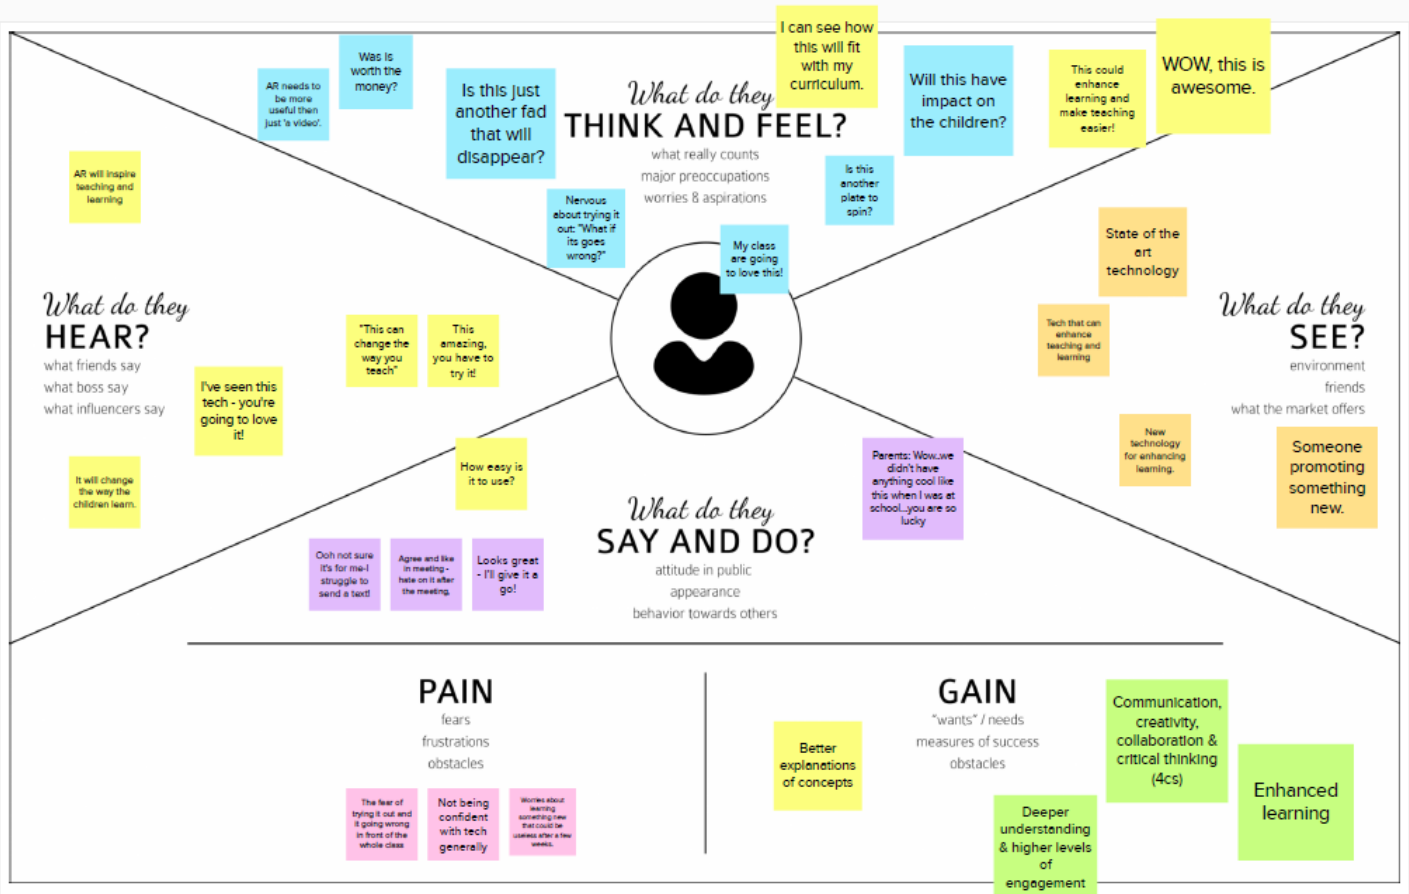 I can see how
this will fit
with my
curriculum.
WOW, this is
awesome.
Was is
worth the
money?
AR needs to
be more
useful then
just 'a video'.
Is this just
another fad
that will
disappear?
What do they
THINK AND FEEL?
what really counts
major preoccupations
worries & aspirations
Will this have
impact on
the children?
This could
enhance
learning and
make teaching
easier!
Is this
another
plate to
spin?
Nervous
about trying it
out: "What if
its goes
wrong?"
My class
are going
to love this!
AR will inspire
teaching and
learning
What do they
HEAR?
what friends say
what boss say
what influencers say
"This can
change the
way you
teach"
This
amazing,
you have to
try it!
I've seen this
tech - you're
going to love
it!
It will change
the way the
children learn.
State of the
art
technology
What do they
SEE?
environment
friends
what the market offers
Tech that can
enhance
teaching and
learning
New
technology
for enhancing
learning.
Someone
promoting
something
new.
How easy is
it to use?
What do they
SAY AND DO?
attitude in public
appearance
behavior towards others
Parents: Wow..we
didn't have
anything cool like
this when I was at
school...you are so
lucky
Ooh not sure
it's for me-I
struggle to
send a text!
Agree and like
in meeting -
hate on it after
the meeting.
Looks great
- I'll give it a
go!
PAIN
fears
frustrations
obstacles
The fear of
trying it out and
it going wrong
in front of the
whole class
Not being
confident
with tech
generally
Worries about
learning
something new
that could be
useless after a few
weeks.
GAIN
"wants" / needs
measures of success
obstacles
Better
explanations
of concepts
Communication,
creativity,
collaboration &
critical thinking
(4cs)
Enhanced
learning
Deeper
understanding
& higher levels
of
engagement